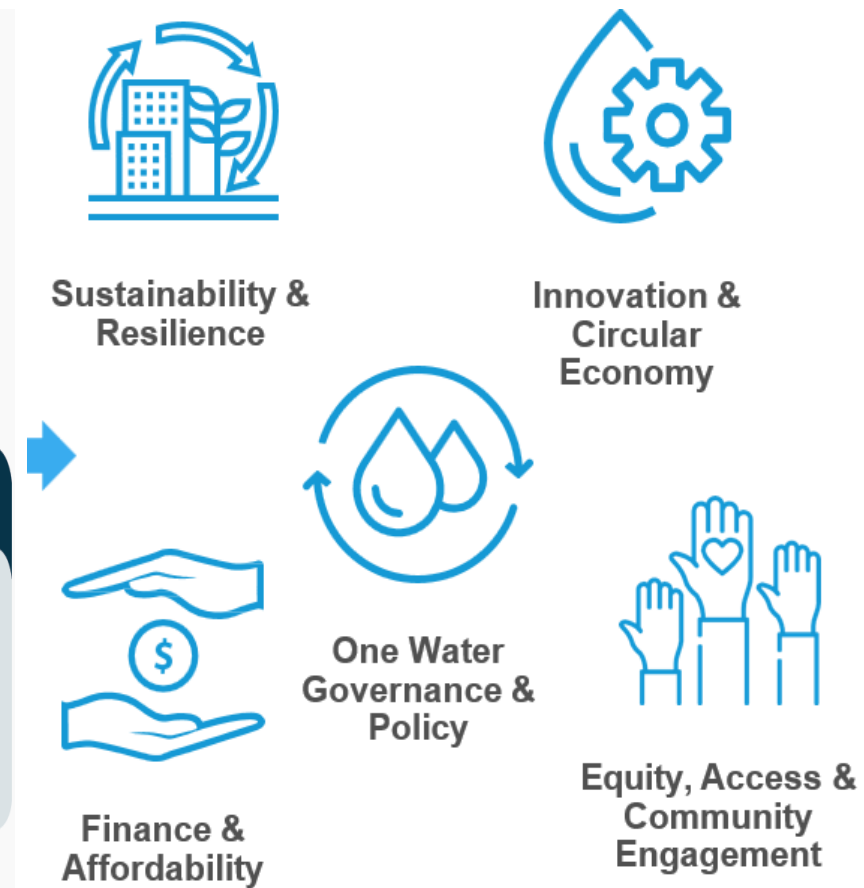 Sustainability &
Resilience
Innovation &
Circular
Economy
$
One Water
Governance &
Policy
Equity, Access &
Community
Engagement
Finance &
Affordability